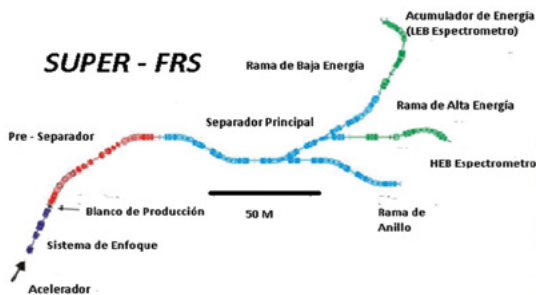 Acumulador de Energía
(LEB Espectrometro)
SUPER - FRS
Rama de Baja Energía
Rama de Alta Energía
Separador Principal
Pre - Separador
HEB Espectrometro
50 M
Blanco de Producción
Rama de
Anillo
Sistema de Enfoque
Acelerador